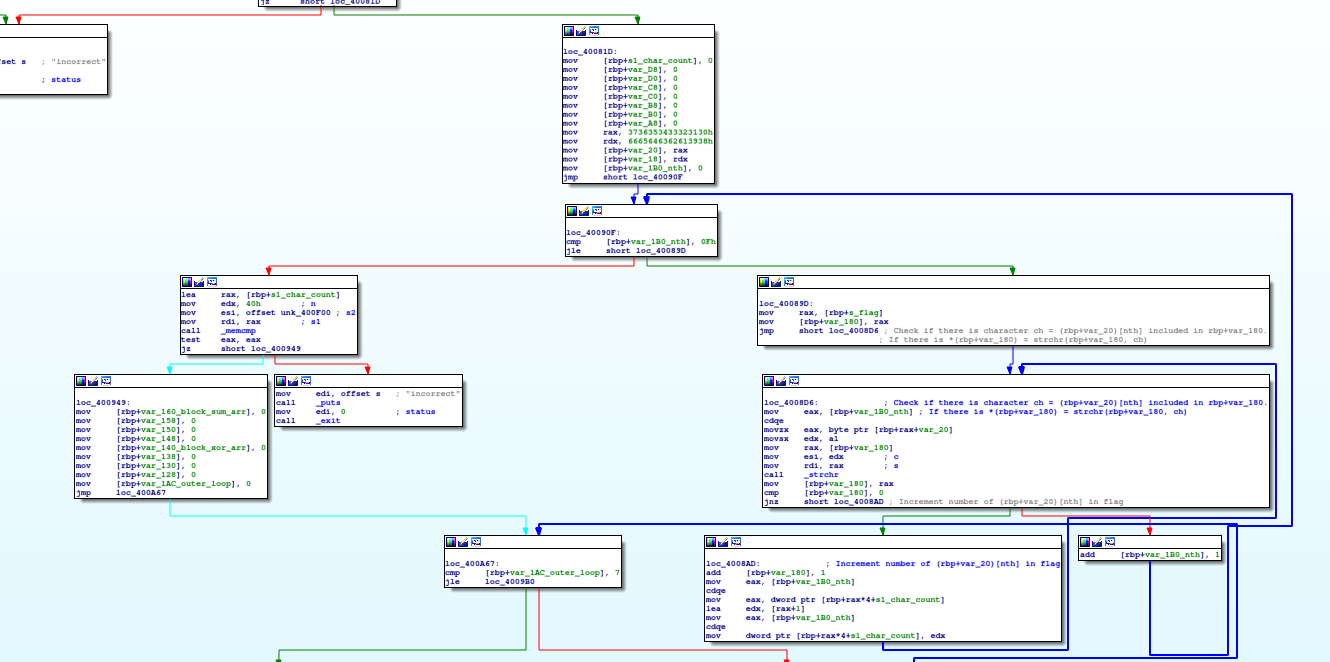 jz short loc_40081D
fset s ; "incorrect"
; status
loc_40081D:
mov [rbp+s1_char_count], 0
mov [rbp+var_D8], 0
mov [rbp+var_D0], 0
mov [rbp+var_C8], 0
mov [rbp+var_C0], 0
mov [rbp+var_B8], 0
mov [rbp+var_B0], 0
mov [rbp+var_A8], 0
mov rax, 3736353433323130h
mov rdx, 6665646362613938h
mov [rbp+var_20], rax
mov [rbp+var_18], rdx
mov [rbp+var_1B0_nth], 0
jmp short loc_40090F
loc_40090F:
cmp [rbp+var_1B0_nth], 0Fh
jle short loc_40089D
lea rax, [rbp+s1_char_count]
mov edx, 40h ; n
mov esi, offset unk_400F00 ; s2
mov rdi, rax ; s1
call _memcmp
test eax, eax
jz short loc_400949
loc_40089D:
mov rax, [rbp+s_flag]
mov [rbp+var_180], rax
jmp short loc_4008D6 ; Check if there is character ch = (rbp+var_20)[nth] included in rbp+var_180.
; If there is *(rbp+var_180) = strchr(rbp+var_180, ch)
loc_400949:
mov [rbp+var_160_block_sum_arr], 0
mov [rbp+var_158], 0
mov [rbp+var_150], 0
mov [rbp+var_148], 0
mov [rbp+var_140_block_xor_arr], 0
mov [rbp+var_138], 0
mov [rbp+var_130], 0
mov [rbp+var_128], 0
mov [rbp+var_1AC_outer_loop], 0
jmp loc_400A67
mov edi, offset s ; "incorrect"
call _puts
mov edi, 0 ; status
call _exit
loc_4008D6: ; Check if there is character ch = (rbp+var_20)[nth] included in rbp+var_180.
mov eax, [rbp+var_1B0_nth] ; If there is *(rbp+var_180) = strchr(rbp+var_180, ch)
cdqe
movzx eax, byte ptr [rbp+rax+var_20]
movsx edx, al
mov rax, [rbp+var_180]
mov esi, edx ; c
mov rdi, rax ; s
call _strchr
mov [rbp+var_180], rax
cmp [rbp+var_180], 0
jnz short loc_4008AD ; Increment number of (rbp+var_20)[nth] in flag
loc_400A67:
cmp [rbp+var_1AC_outer_loop], 7
jle loc_4009B0
loc_4008AD: ; Increment number of (rbp+var_20)[nth] in flag
add [rbp+var_180], 1
mov eax, [rbp+var_1B0_nth]
cdqe
mov eax, dword ptr [rbp+rax*4+s1_char_count]
lea edx, [rax+1]
mov eax, [rbp+var_1B0_nth]
cdqe
mov dword ptr [rbp+rax*4+s1_char_count], edx
add [rbp+var_1B0_nth], 1